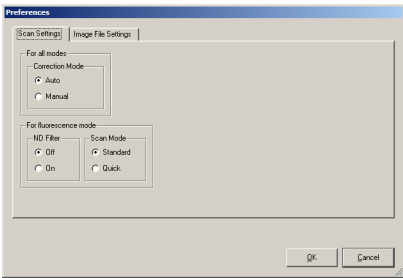 Preferences
Scan Settings Image File Settings
For all modes
Correction Mode
Auto
Manual
For fluorescence mode
ND Filter Scan Mode
Off Standard
On Quick
OK Cancel